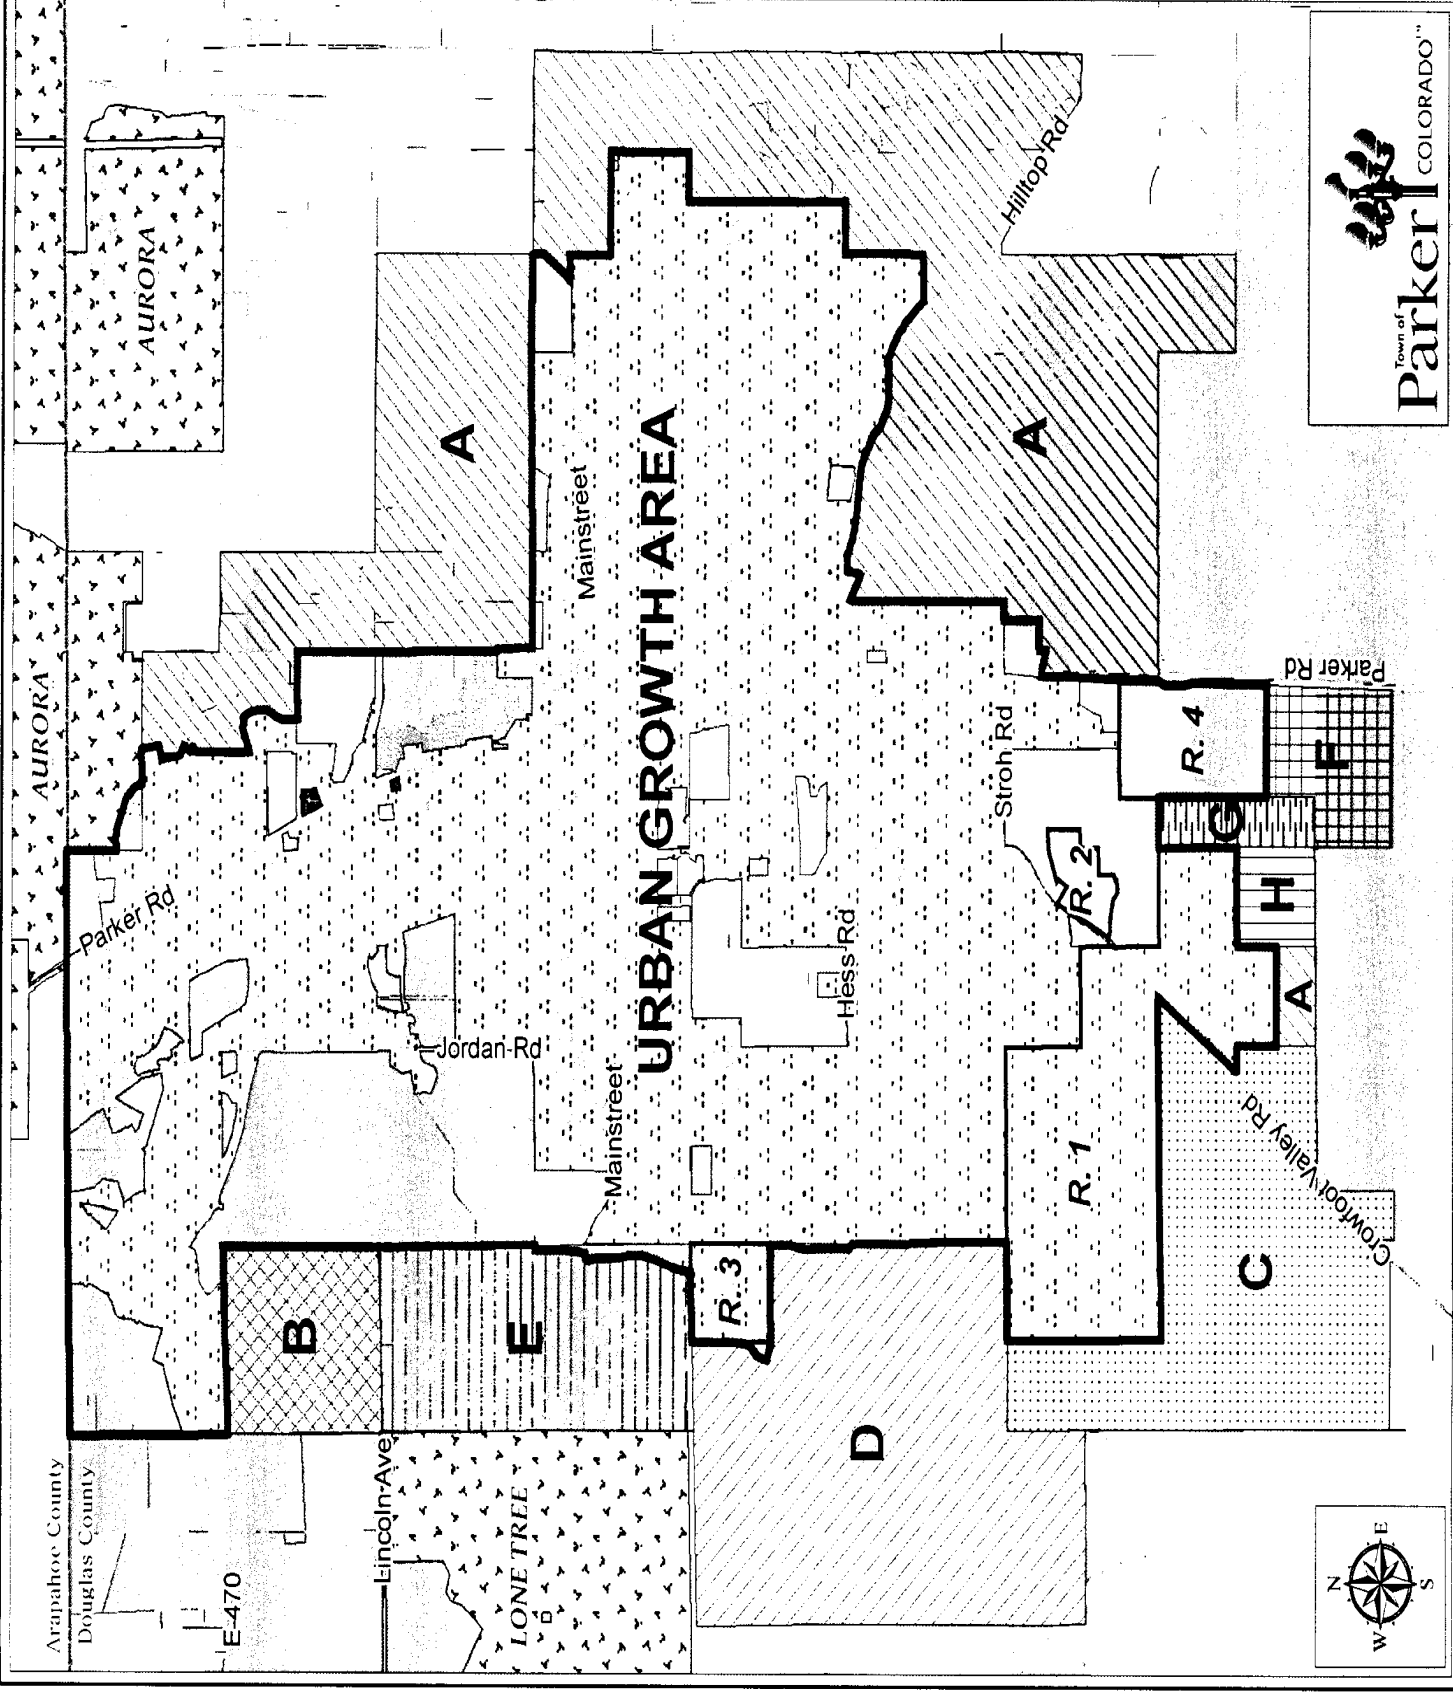 Arapahoe County
Douglas County
E-470
Lincoln Ave
LONE TREE
Parker Rd
AURORA
AURORA
Jordan Rd
Mainstreet
Mainstreet
URBAN GROWTH AREA
Hess Rd
Stroh Rd
Hilltop Rd
Parker Rd
Crowfoot Valley Rd
A
A
A
B
C
D
E
F
G
H
R. 1
R. 2
R. 3
R. 4
N
W
E
S
Town of
Parker
COLORADO™